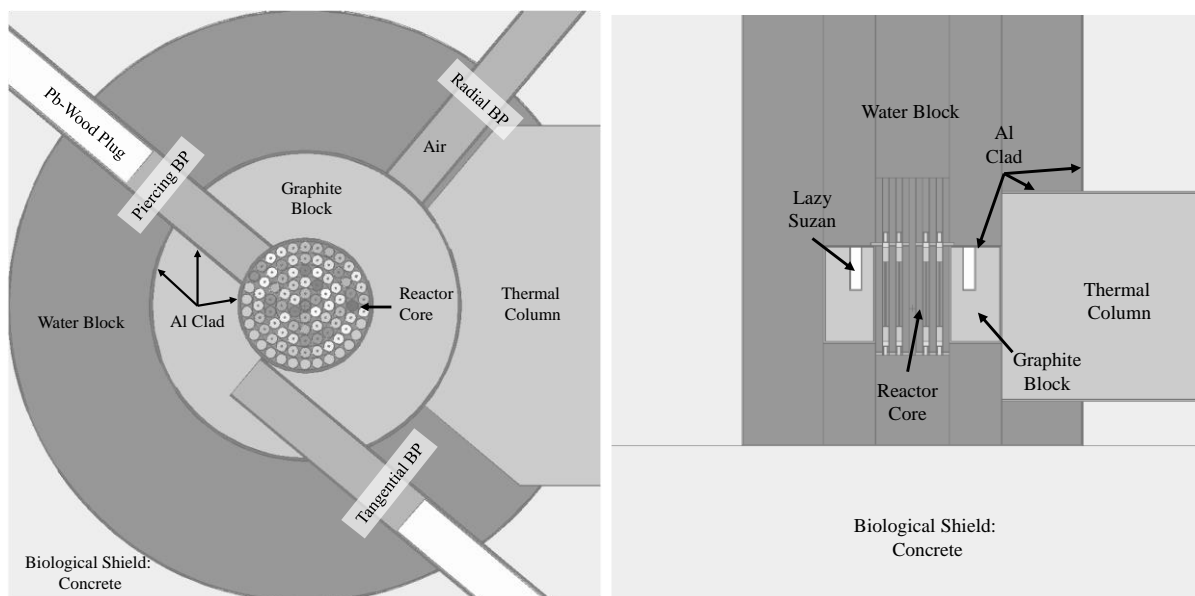 Pb-Wood Plug
Piercing BP
Radial BP
Air
Graphite
Block
Reactor
Core
Thermal
Column
Water Block
Al Clad
Tangential BP
Biological Shield:
Concrete
Water Block
Al
Clad
Lazy
Suzan
Thermal
Column
Graphite
Block
Reactor
Core
Biological Shield:
Concrete